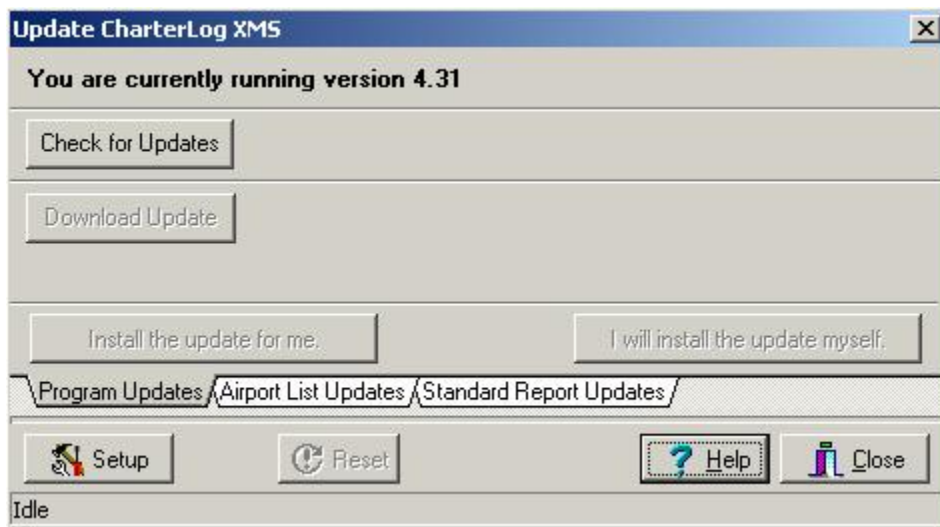 Update CharterLog XMS
You are currently running version 4.31
Check for Updates
Download Update
Install the update for me. I will install the update myself.
Program Updates Airport List Updates Standard Report Updates
Setup Reset Help Close
Idle